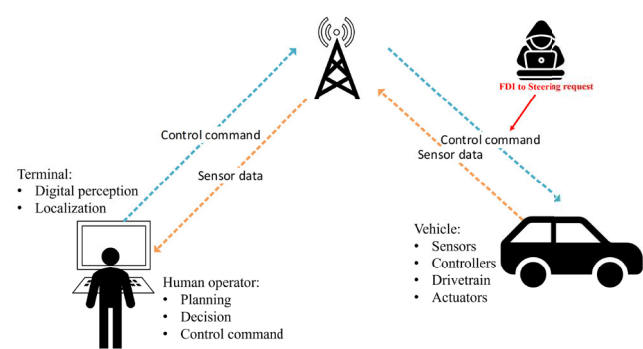 FDI to Steering request
Control command
Control command
Sensor data
Sensor data
Terminal:
• Digital perception
• Localization
Vehicle:
• Sensors
• Controllers
• Drivetrain
• Actuators
Human operator:
• Planning
• Decision
• Control command